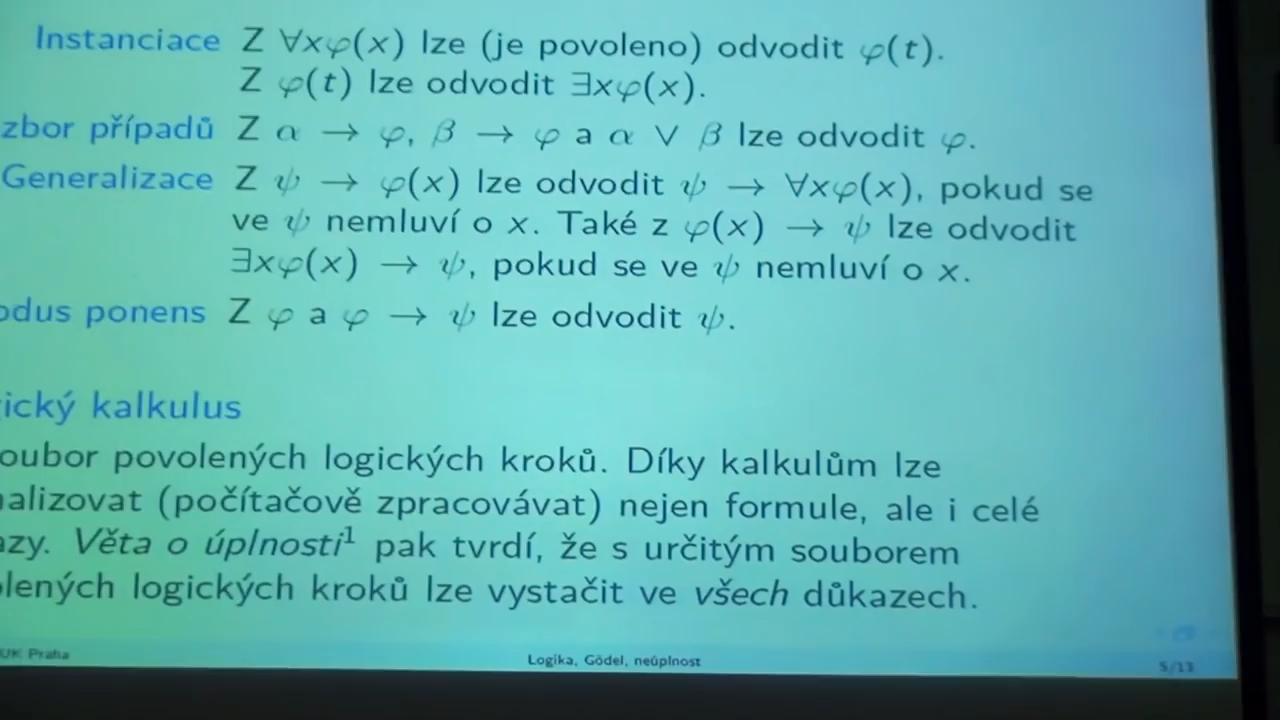 Instanciace Z ∀xφ(x) lze (je povoleno) odvodit φ(t).
Z φ(t) lze odvodit ∃xφ(x).
zbor případů Z α → φ, β → φ a α ∨ β lze odvodit φ.
Generalizace Z ψ → φ(x) lze odvodit ψ → ∀xφ(x), pokud se
ve ψ nemluví o x. Také z φ(x) → ψ lze odvodit
∃xφ(x) → ψ, pokud se ve ψ nemluví o x.
odus ponens Z φ a φ → ψ lze odvodit ψ.
ický kalkulus
oubor povolených logických kroků. Díky kalkulům lze
alizovat (počítačově zpracovávat) nejen formule, ale i celé
azy. Věta o úplnosti¹ pak tvrdí, že s určitým souborem
lených logických kroků lze vystačit ve všech důkazech.
UK Praha
Logika, Gödel, neúplnost
5/13